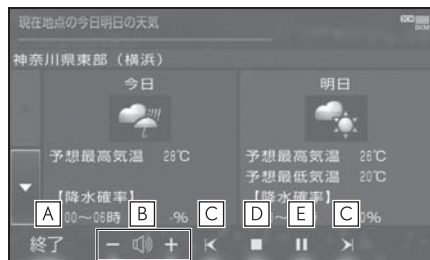 現在地点の今日明日の天気
DCM
神奈川県東部（横浜）
今日
明日
予想最高気温 28℃
予想最高気温 28℃
予想最低気温 20℃
【降水確率】
【降水確率】
00～06時 -%
0%
A
B
C
D
E
C
終了